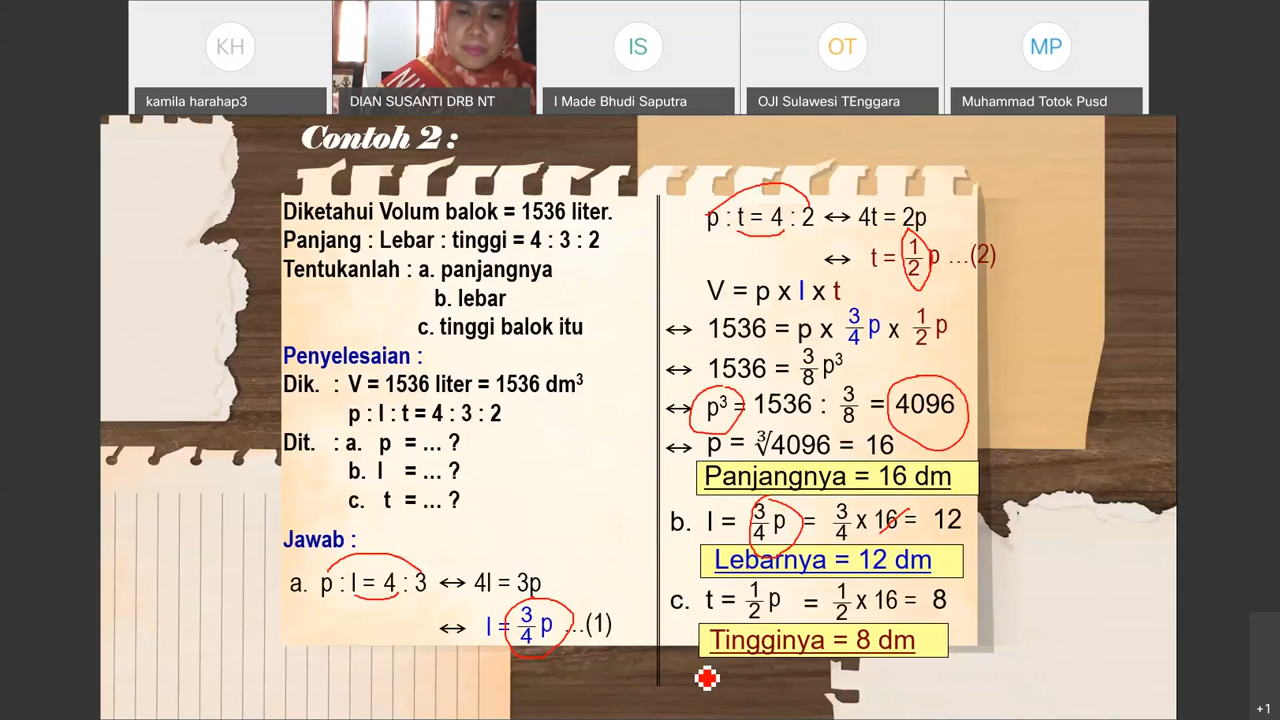 KH
IS
OT
MP
kamila harahap3
DIAN SUSANTI DRB NT
I Made Bhudi Saputra
OJI Sulawesi TEnggara
Muhammad Totok Pusd
Contoh 2 :
Diketahui Volum balok = 1536 liter.
Panjang : Lebar : tinggi = 4 : 3 : 2
Tentukanlah : a. panjangnya
b. lebar
c. tinggi balok itu
Penyelesaian :
Dik. : V = 1536 liter = 1536 dm³
p : l : t = 4 : 3 : 2
Dit. : a. p = ... ?
b. l = ... ?
c. t = ... ?
Jawab :
a. p : l = 4 : 3 ↔ 4l = 3p
↔ l = 3/4 p ...(1)
p : t = 4 : 2 ↔ 4t = 2p
↔ t = 1/2 p ...(2)
V = p x l x t
↔ 1536 = p x 3/4 p x 1/2 p
↔ 1536 = 3/8 p³
↔ p³ = 1536 : 3/8 = 4096
↔ p = ∛4096 = 16
Panjangnya = 16 dm
b. l = 3/4 p = 3/4 x 16 = 12
Lebarnya = 12 dm
c. t = 1/2 p = 1/2 x 16 = 8
Tingginya = 8 dm
+1